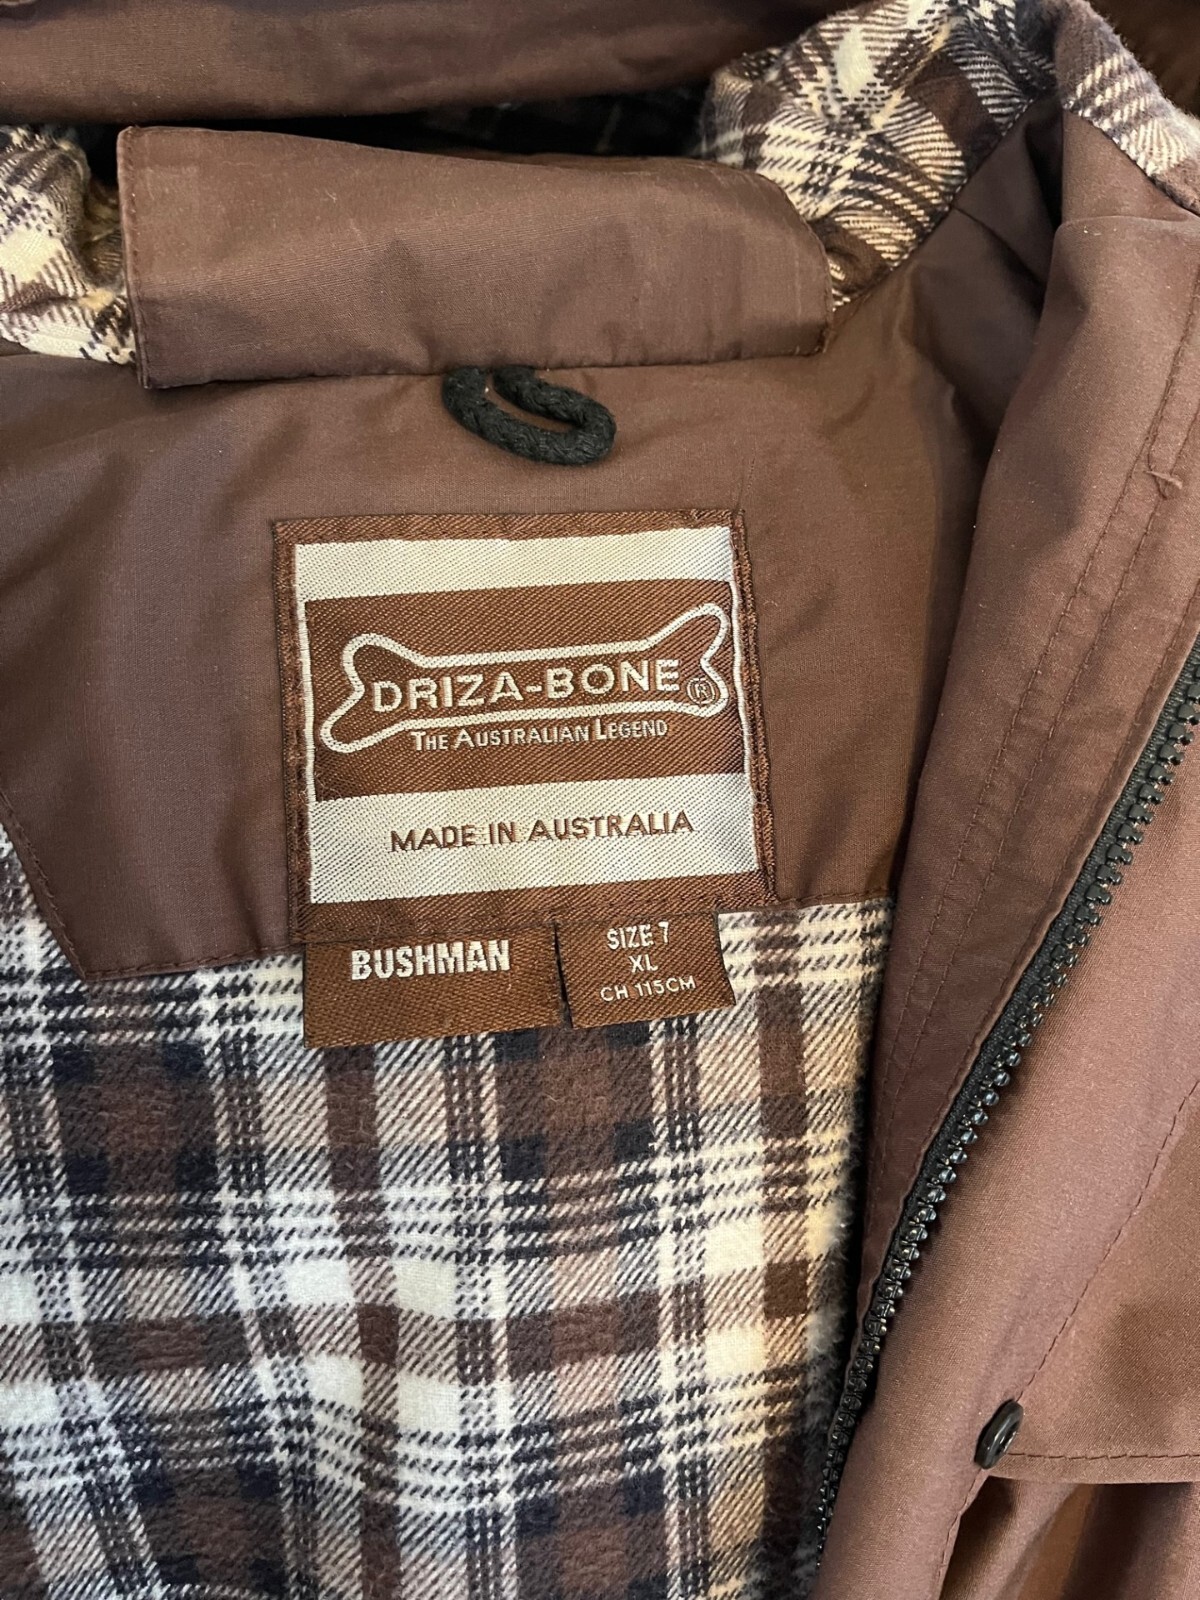 DRIZA-BONE ®
THE AUSTRALIAN LEGEND
MADE IN AUSTRALIA
BUSHMAN
SIZE 7
XL
CH 115CM